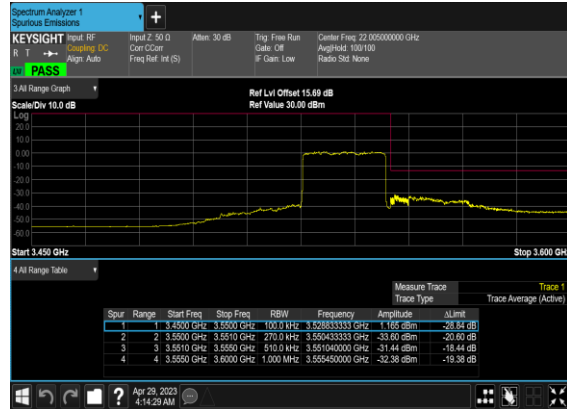 Spectrum Analyzer 1
Spurious Emissions
KEYSIGHT Input: RF Input Z: 50 Ω Atten: 30 dB Trig: Free Run Center Freq: 22.005000000 GHz
R T Coupling: DC Corr CCorr Gate: Off Avg|Hold: 100/100
Align: Auto Freq Ref: Int (S) IF Gain: Low Radio Std: None
PASS
3 All Range Graph
Ref Lvl Offset 15.69 dB
Scale/Div 10.0 dB Ref Value 30.00 dBm
Log
20.0
10.0
0.00
-10.0
-20.0
-30.0
-40.0
-50.0
-60.0
Start 3.450 GHz Stop 3.600 GH
4 All Range Table
Measure Trace Trace 1
Trace Type Trace Average (Active)
Spur Range Start Freq Stop Freq RBW Frequency Amplitude ΔLimit
1 1 3.4500 GHz 3.5500 GHz 100.0 kHz 3.528833333 GHz 1.165 dBm -28.84 dB
2 2 3.5500 GHz 3.5510 GHz 270.0 kHz 3.550433333 GHz -33.60 dBm -20.60 dB
3 3 3.5510 GHz 3.5550 GHz 510.0 kHz 3.551040000 GHz -31.44 dBm -18.44 dB
4 4 3.5550 GHz 3.6000 GHz 1.000 MHz 3.555450000 GHz -32.38 dBm -19.38 dB
? Apr 29, 2023
4:14:29 AM